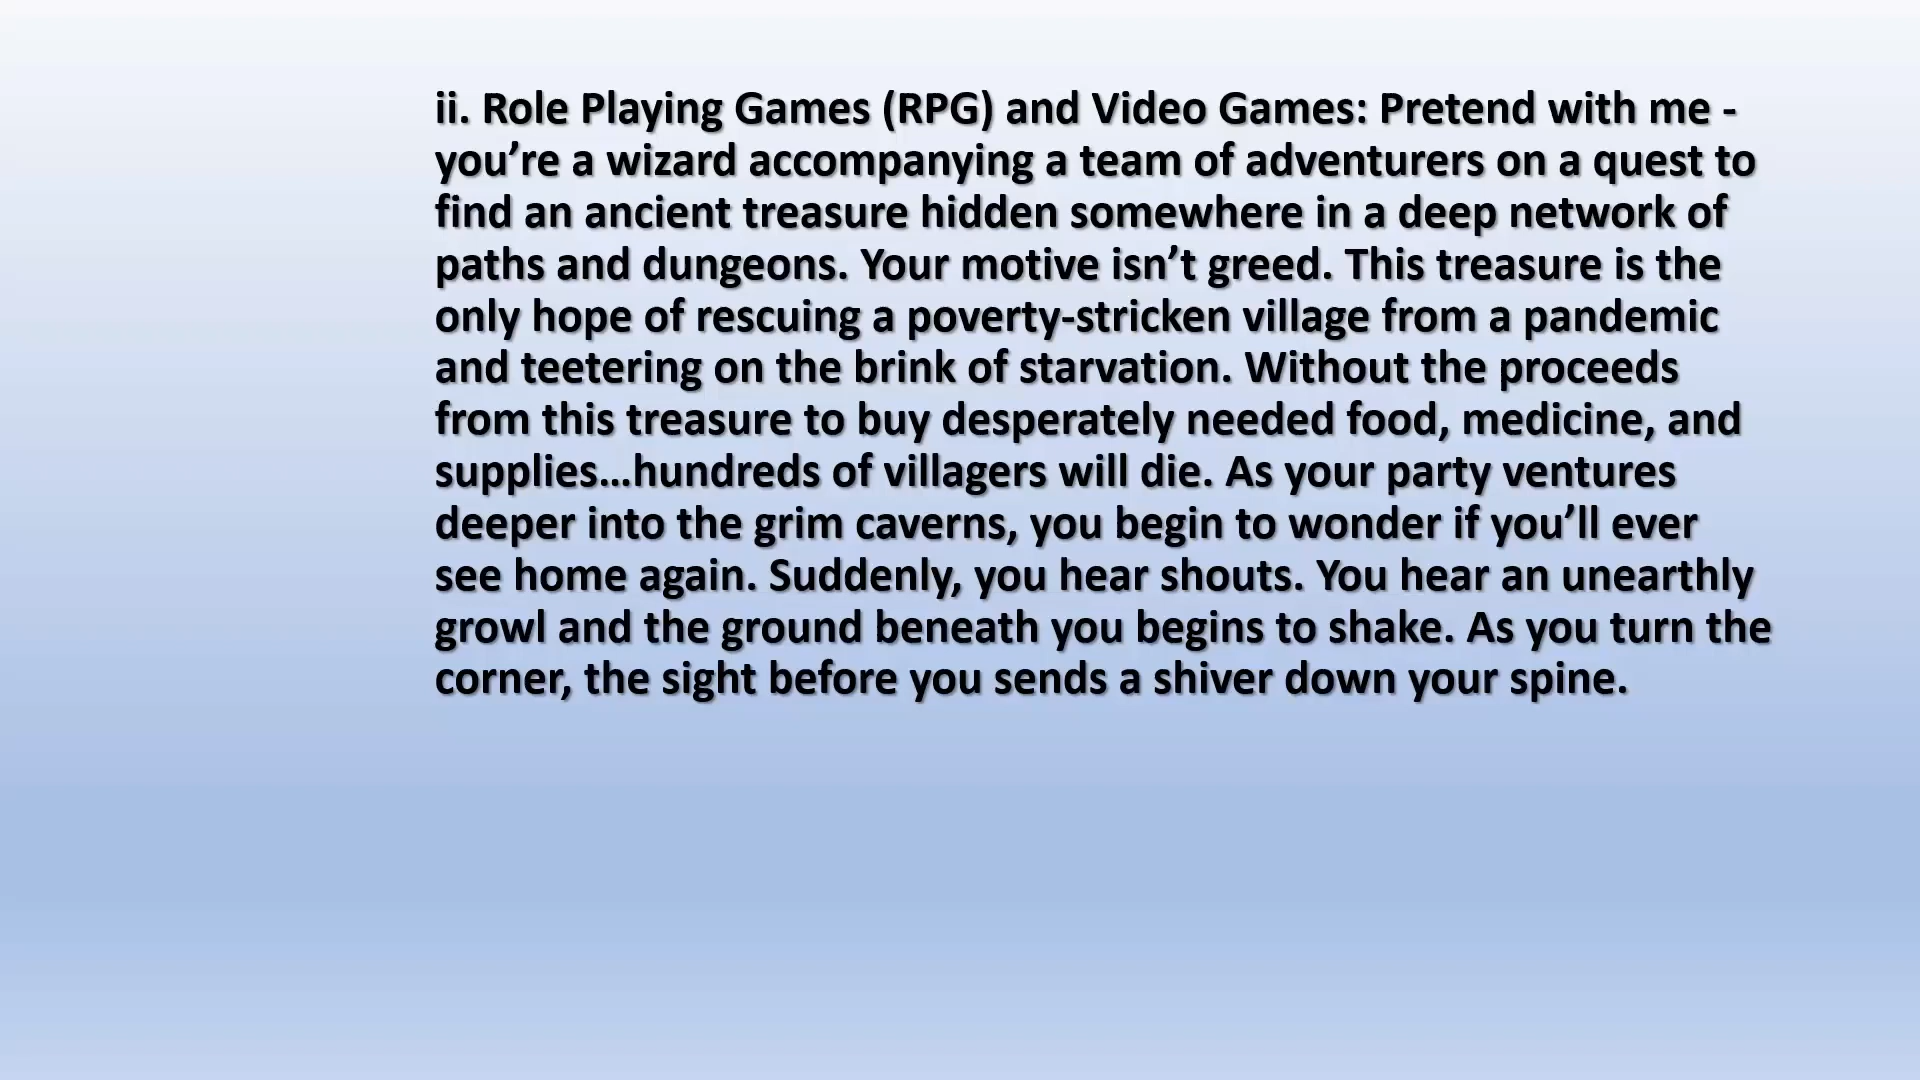 ii. Role Playing Games (RPG) and Video Games: Pretend with me -
you’re a wizard accompanying a team of adventurers on a quest to
find an ancient treasure hidden somewhere in a deep network of
paths and dungeons. Your motive isn’t greed. This treasure is the
only hope of rescuing a poverty-stricken village from a pandemic
and teetering on the brink of starvation. Without the proceeds
from this treasure to buy desperately needed food, medicine, and
supplies…hundreds of villagers will die. As your party ventures
deeper into the grim caverns, you begin to wonder if you’ll ever
see home again. Suddenly, you hear shouts. You hear an unearthly
growl and the ground beneath you begins to shake. As you turn the
corner, the sight before you sends a shiver down your spine.